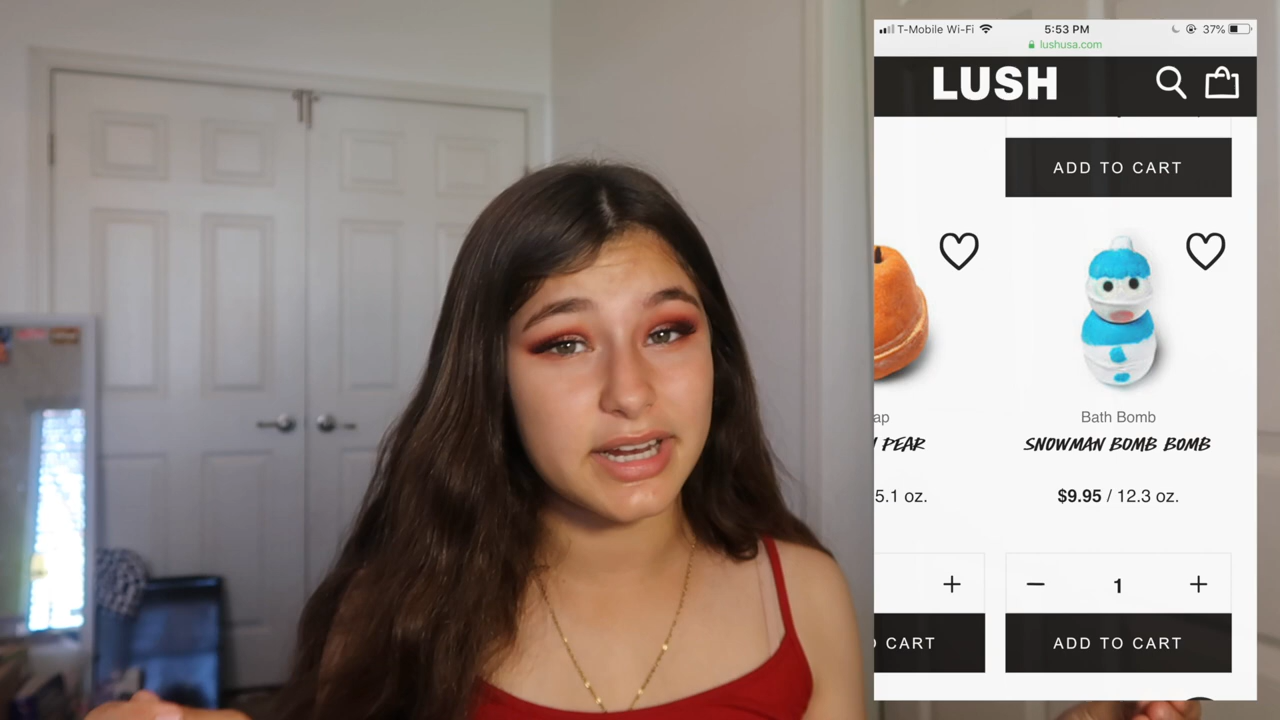 T-Mobile Wi-Fi 5:53 PM 37%
lushusa.com
LUSH
ADD TO CART
ap Bath Bomb
PEAR SNOWMAN BOMB BOMB
5.1 oz. $9.95 / 12.3 oz.
+ − 1 +
CART ADD TO CART